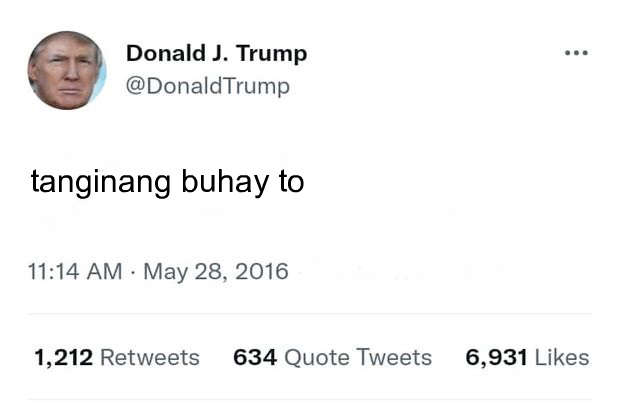 Donald J. Trump
@DonaldTrump
tanginang buhay to
11:14 AM · May 28, 2016
1,212 Retweets 634 Quote Tweets 6,931 Likes